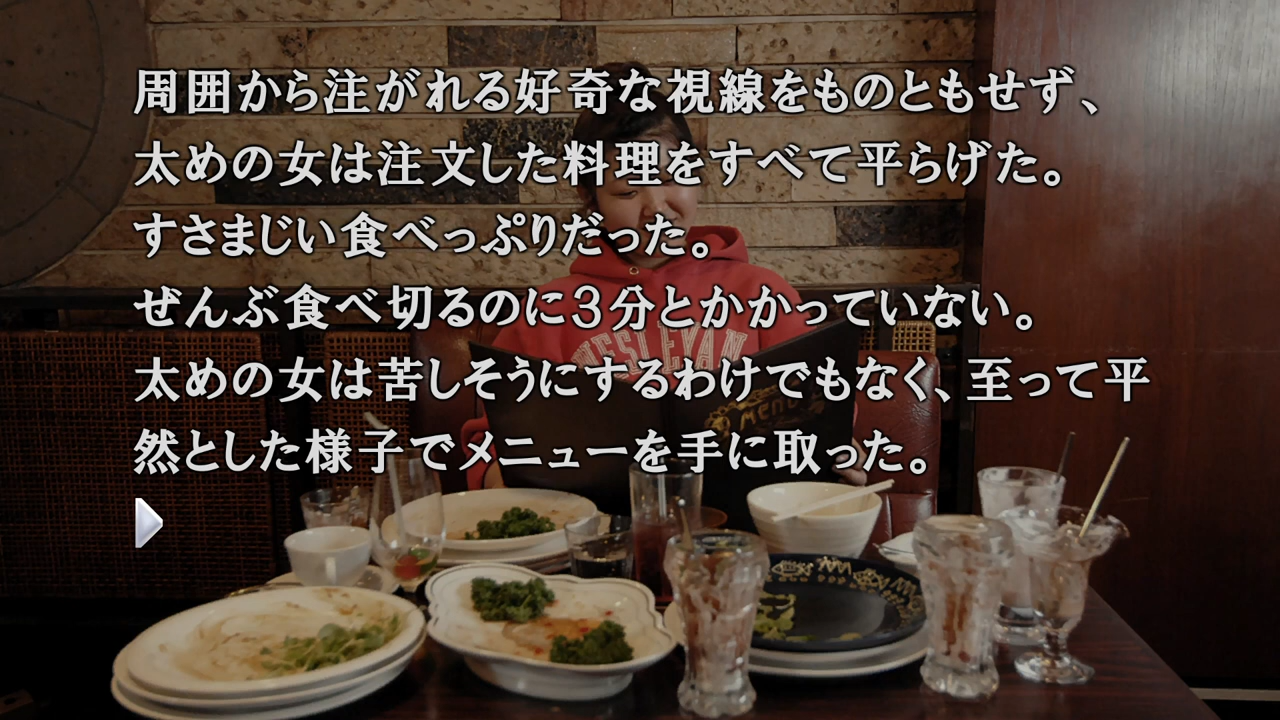 周囲から注がれる好奇な視線をものともせず、
太めの女は注文した料理をすべて平らげた。
すさまじい食べっぷりだった。
ぜんぶ食べ切るのに３分とかかっていない。
太めの女は苦しそうにするわけでもなく、至って平
然とした様子でメニューを手に取った。
WESLEYAN
MENU